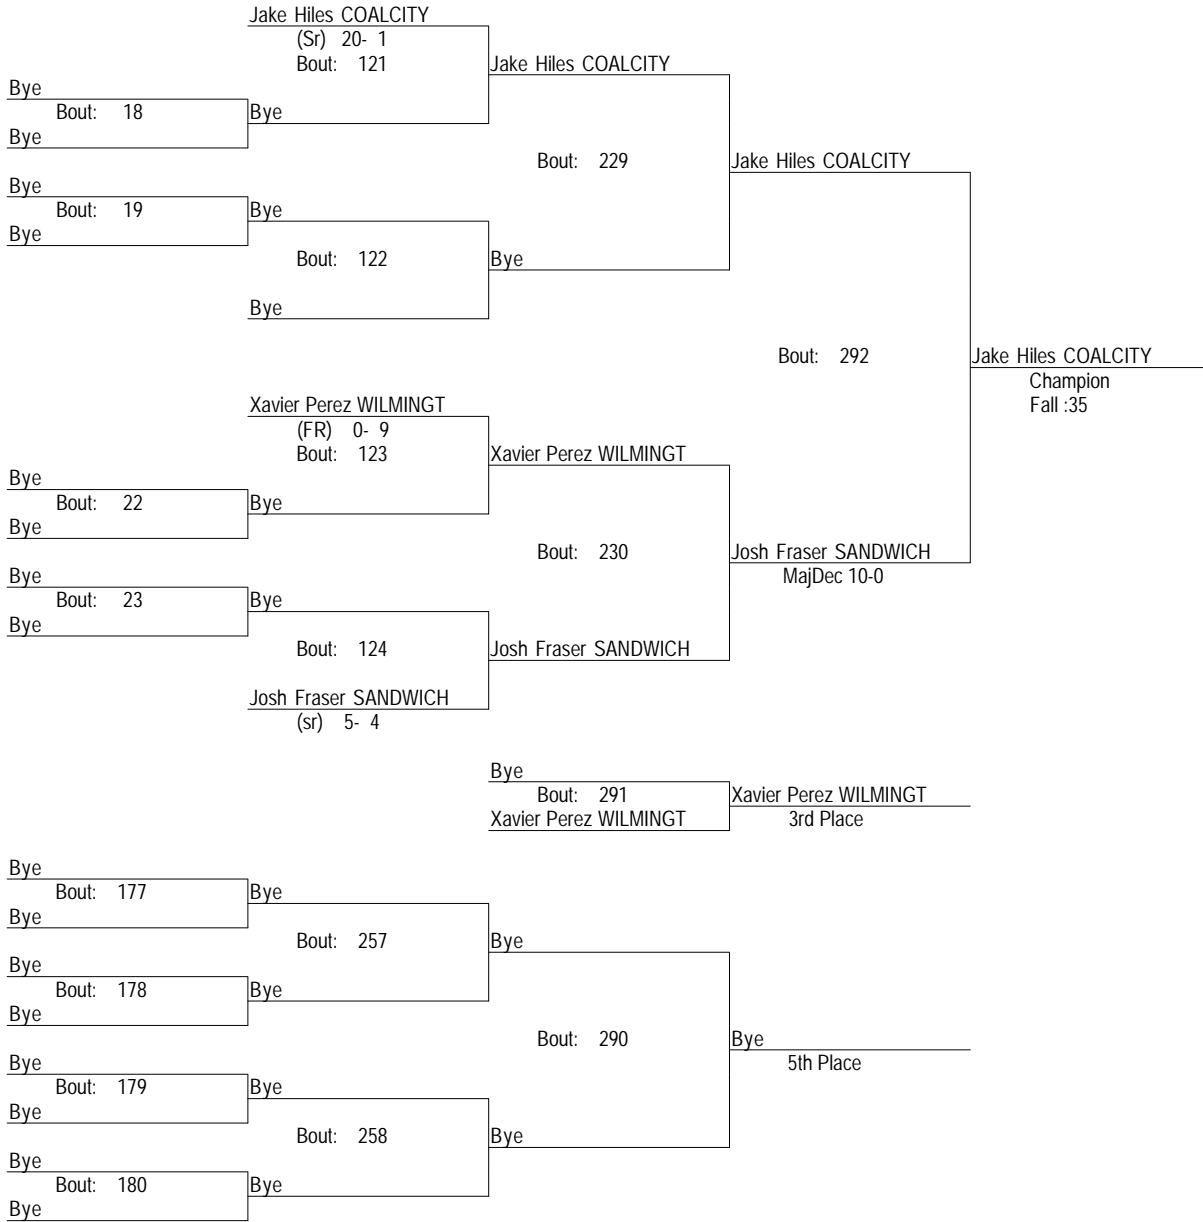 Jake Hiles COALCITY
(Sr) 20- 1
Bout: 121
Jake Hiles COALCITY
Bye
Bout: 18
Bye
Bye
Bout: 229
Jake Hiles COALCITY
Bye
Bout: 19
Bye
Bye
Bout: 122
Bye
Bye
Bout: 292
Jake Hiles COALCITY
Champion
Fall :35
Xavier Perez WILMINGT
(FR) 0- 9
Bout: 123
Xavier Perez WILMINGT
Bye
Bout: 22
Bye
Bye
Bout: 230
Josh Fraser SANDWICH
MajDec 10-0
Bye
Bout: 23
Bye
Bye
Bout: 124
Josh Fraser SANDWICH
Josh Fraser SANDWICH
(sr) 5- 4
Bye
Bout: 291
Xavier Perez WILMINGT
Xavier Perez WILMINGT
3rd Place
Bye
Bout: 177
Bye
Bye
Bout: 257
Bye
Bye
Bout: 178
Bye
Bye
Bout: 290
Bye
5th Place
Bye
Bout: 179
Bye
Bye
Bout: 258
Bye
Bye
Bout: 180
Bye
Bye